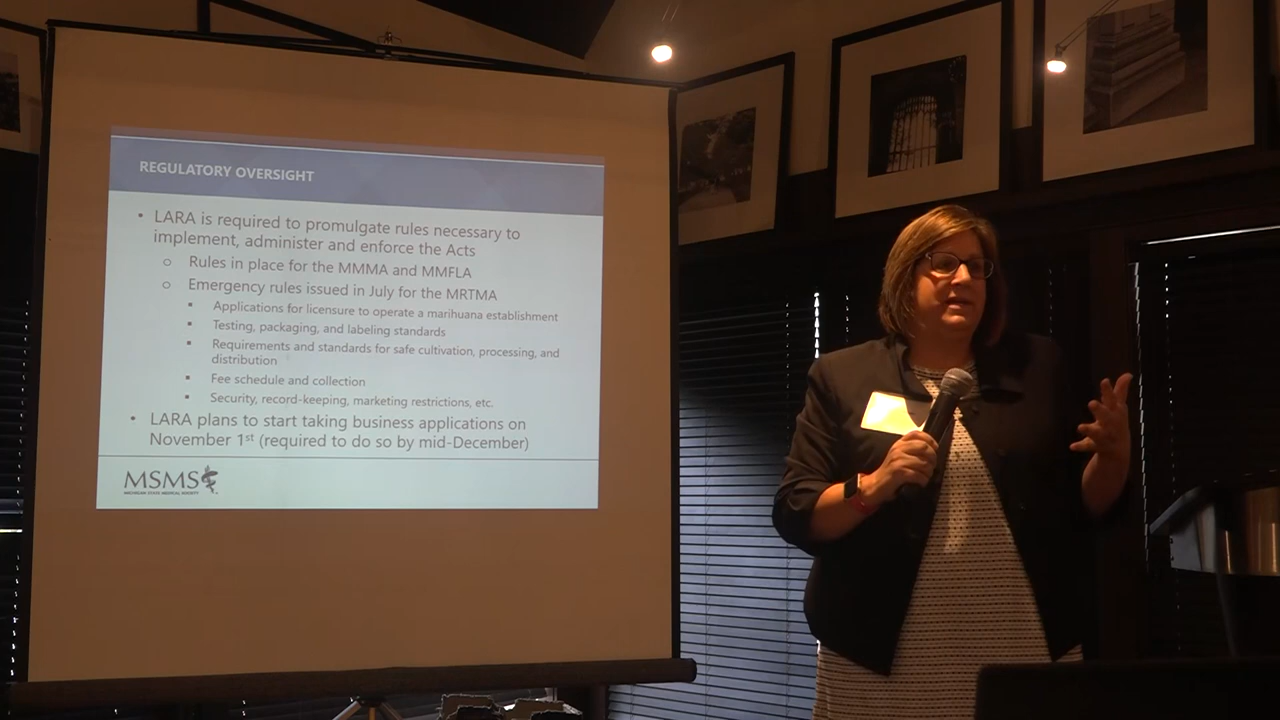 REGULATORY OVERSIGHT
• LARA is required to promulgate rules necessary to
implement, administer and enforce the Acts
o Rules in place for the MMMA and MMFLA
o Emergency rules issued in July for the MRTMA
▪ Applications for licensure to operate a marihuana establishment
▪ Testing, packaging, and labeling standards
▪ Requirements and standards for safe cultivation, processing, and
distribution
▪ Fee schedule and collection
▪ Security, record-keeping, marketing restrictions, etc.
• LARA plans to start taking business applications on
November 1st (required to do so by mid-December)
MSMS
MICHIGAN STATE MEDICAL SOCIETY